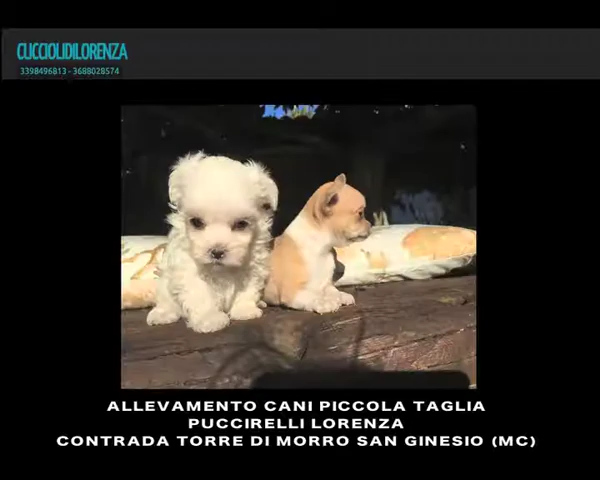 CUCCIOLIDILORENZA
3398496813 - 3688028574
ALLEVAMENTO CANI PICCOLA TAGLIA
PUCCIRELLI LORENZA
CONTRADA TORRE DI MORRO SAN GINESIO (MC)